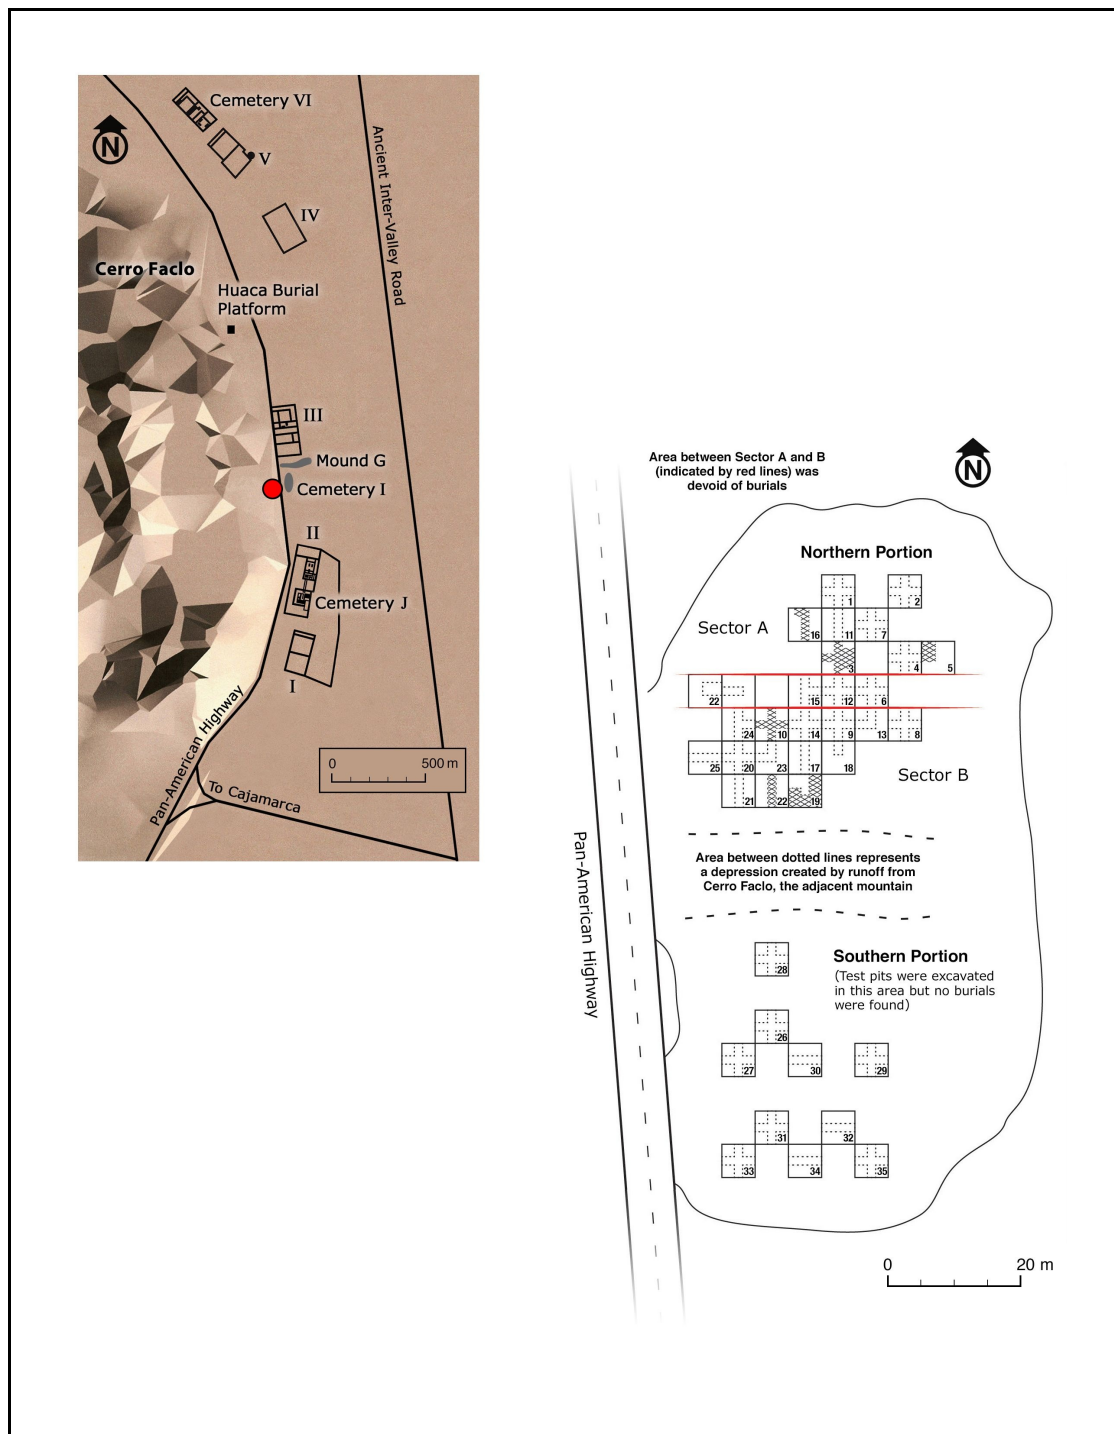 Cemetery VI
N
V
Ancient Inter-Valley Road
IV
Cerro Faclo
Huaca Burial
Platform
III
Mound G
Cemetery I
II
Cemetery J
I
Pan-American Highway
0 500 m
To Cajamarca
Area between Sector A and B
(indicated by red lines) was
devoid of burials
N
Northern Portion
1 2
Sector A
16 11 7
3 4 5
22 15 12 6
24 10 14 9 13 8
25 20 23 17 18
Sector B
21 22 19
Pan-American Highway
Area between dotted lines represents
a depression created by runoff from
Cerro Faclo, the adjacent mountain
28
Southern Portion
(Test pits were excavated
in this area but no burials
were found)
26
27 30 29
31 32
33 34 35
0 20 m